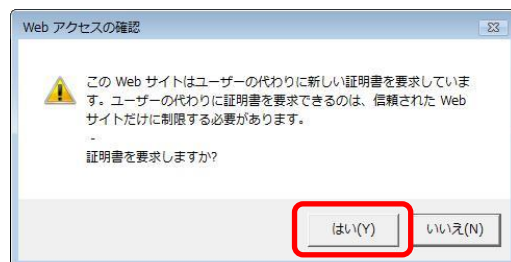 Web アクセスの確認
この Web サイトはユーザーの代わりに新しい証明書を要求していま
す。ユーザーの代わりに証明書を要求できるのは、信頼された Web
サイトだけに制限する必要があります。
-
証明書を要求しますか?
はい(Y)
いいえ(N)